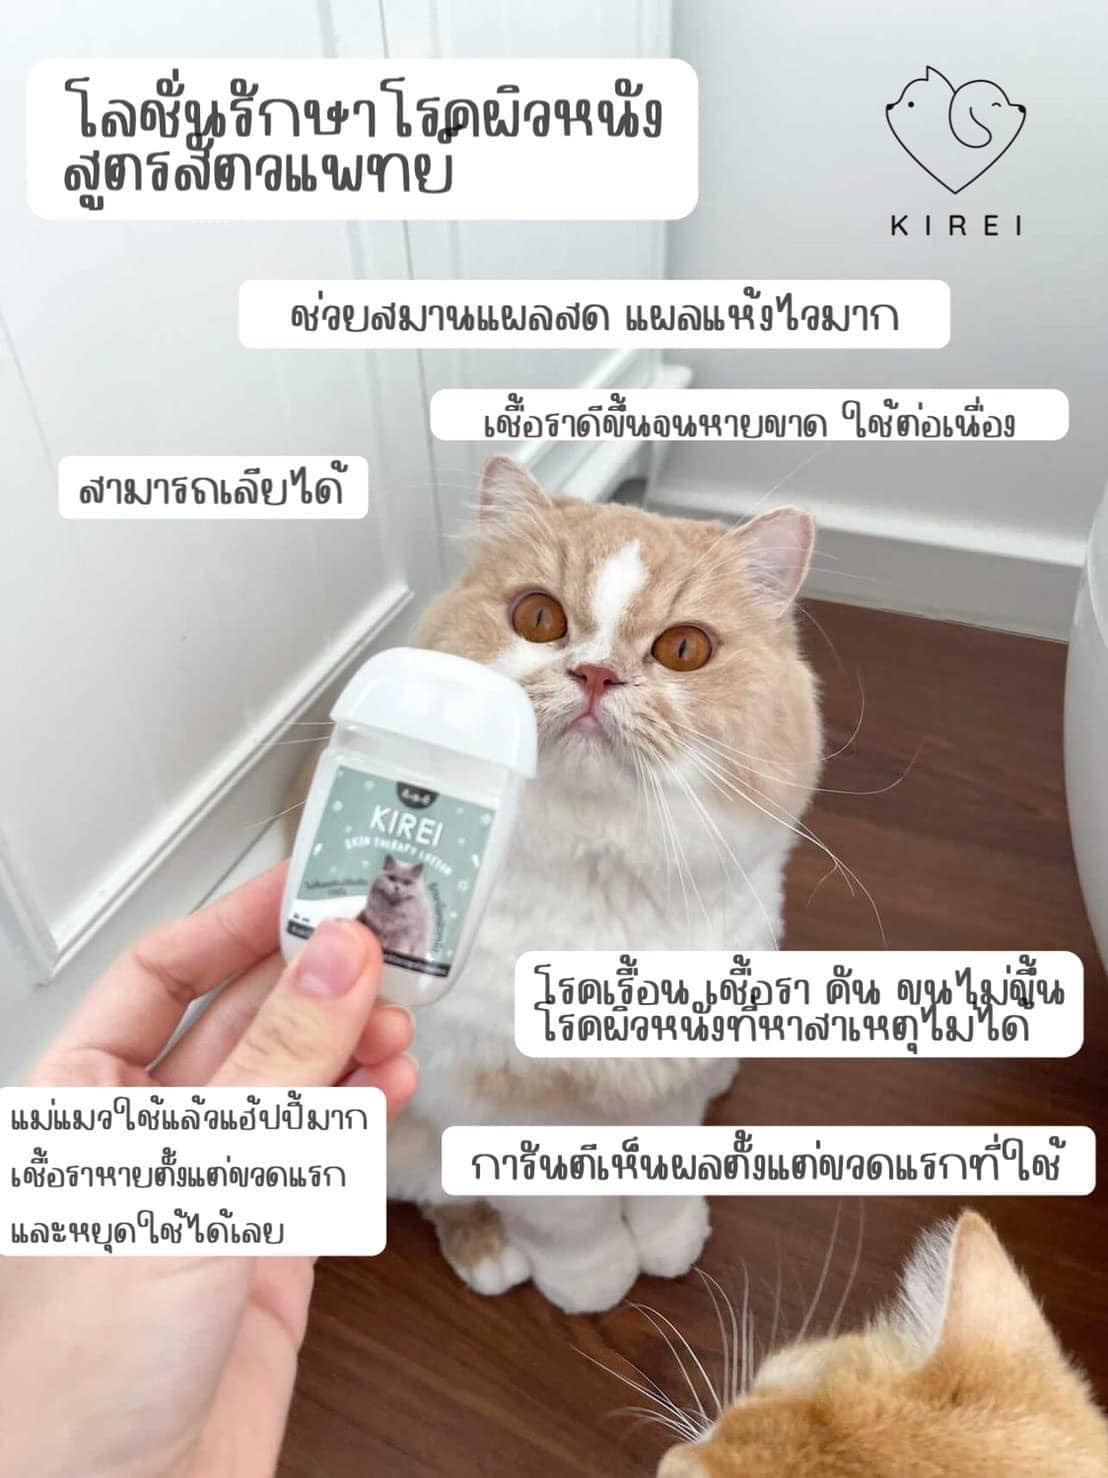 โลชั่นรักษาโรคผิวหนัง
สูตรสัตวแพทย์
KIREI
ช่วยสมานแผลสด แผลแห้งไวมาก
เชื้อราดีขึ้นจนหายขาด ใช้ต่อเนื่อง
สามารถเลียได้
KIREI
SKIN THERAPY LOTION
โรคเรื้อน เชื้อรา คัน ขนไม่ขึ้น
โรคผิวหนังที่หาสาเหตุไม่ได้
แม่แมวใช้แล้วแฮ้ปปี้มาก
เชื้อราหายตั้งแต่ขวดแรก
และหยุดใช้ได้เลย
การันตีเห็นผลตั้งแต่ขวดแรกที่ใช้